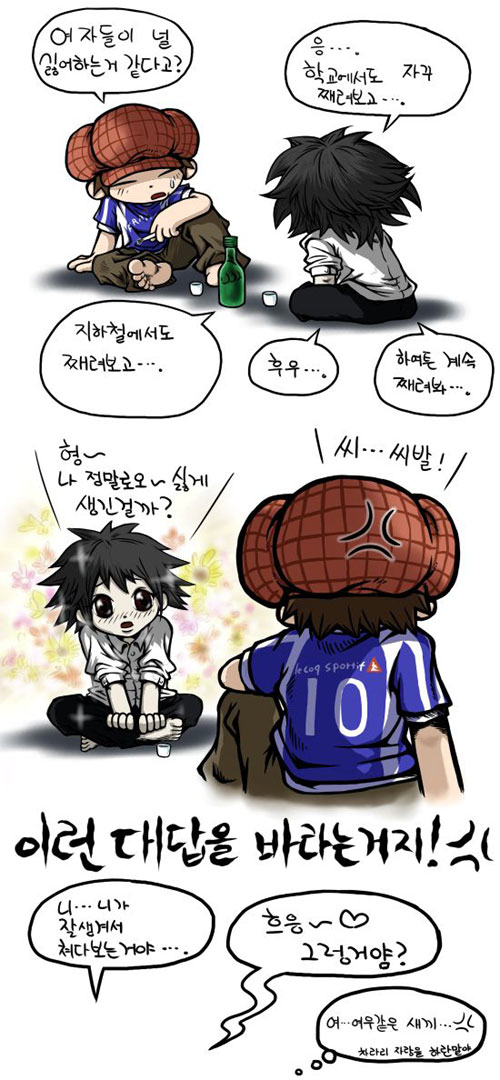 여자들이 널
싫어하는거 같다고?
응···.
학교에서도 자꾸
째려보고···.
지하철에서도
째려보고···.
후우···.
하여튼 계속
째려봐···.
형~
나 정말로오~ 싫게
생긴걸까?
씨··· 씨발!
le coq sportif
10
이런 대답을 바라는거지!
니··· 니가
잘생겨서
쳐다보는거야···.
흐응~♡
그런거얌?
여··· 여우같은 새끼···
차라리 자랑을 하란말야